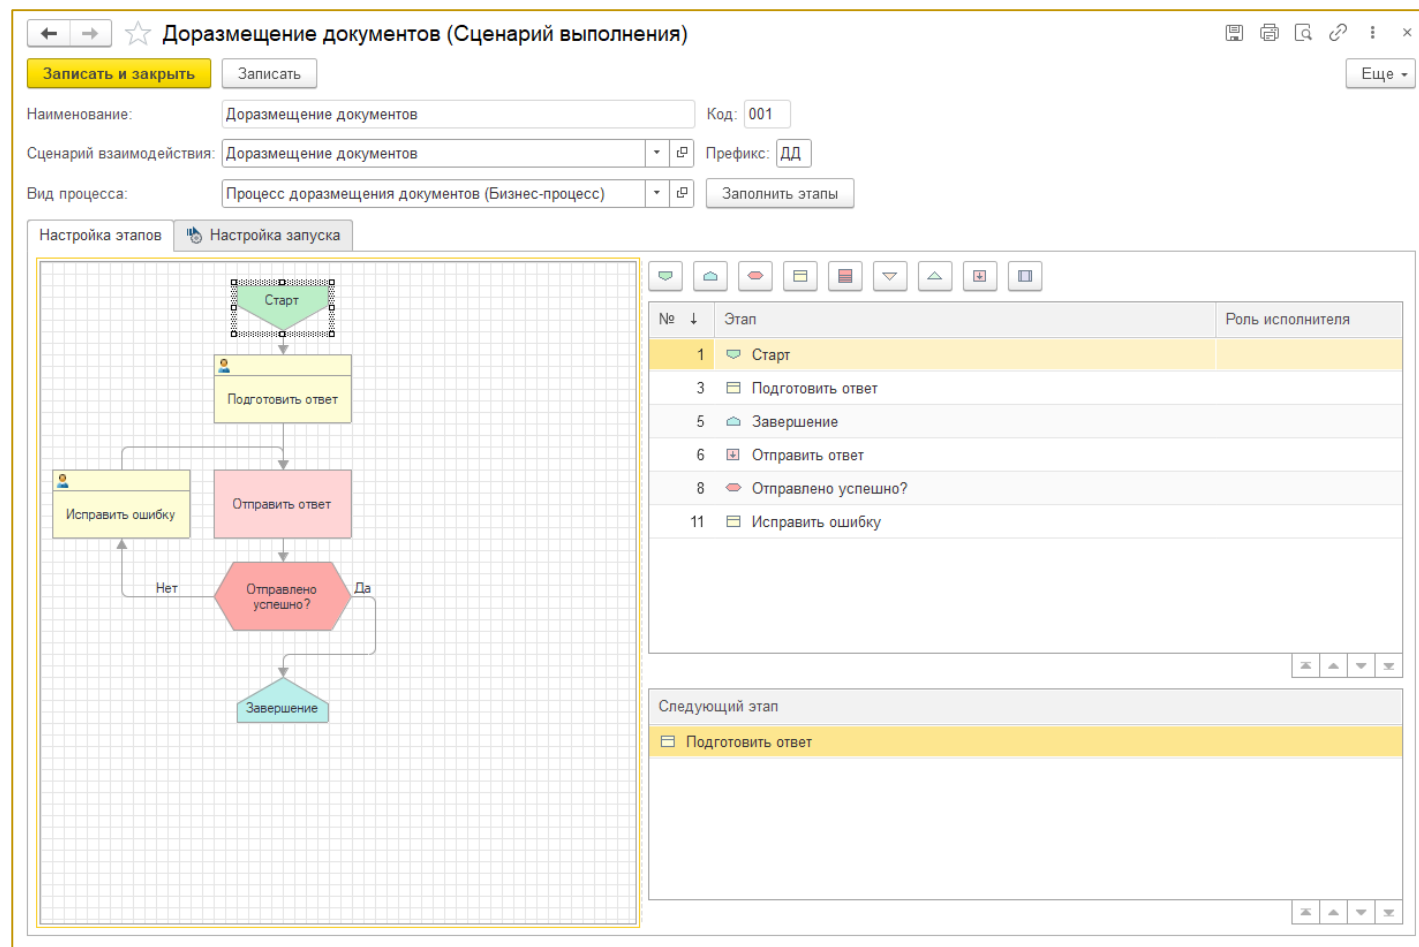 Доразмещение документов (Сценарий выполнения)
Записать и закрыть
Записать
Еще
Наименование:
Доразмещение документов
Код:
001
Сценарий взаимодействия:
Доразмещение документов
Префикс:
ДД
Вид процесса:
Процесс доразмещения документов (Бизнес-процесс)
Заполнить этапы
Настройка этапов
Настройка запуска
Старт
Подготовить ответ
Исправить ошибку
Отправить ответ
Нет
Отправлено
успешно?
Да
Завершение
№
Этап
Роль исполнителя
1 Старт
3 Подготовить ответ
5 Завершение
6 Отправить ответ
8 Отправлено успешно?
11 Исправить ошибку
Следующий этап
Подготовить ответ